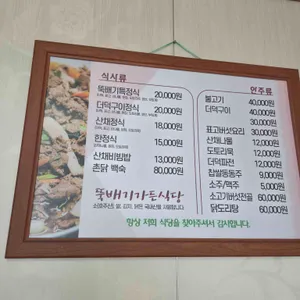 식사류
뚝배기특정식 20,000원
더덕구이정식 20,000원
산채정식 18,000원
한정식 15,000원
산채비빔밥 13,000원
촌닭 백숙 80,000원
뚝배기가든식당
안주류
불고기 40,000원
더덕구이 40,000원
30,000원
표고버섯요리 30,000원
산채나물 12,000원
도토리묵 12,000원
더덕파전 12,000원
찹쌀동동주 9,000원
소주/맥주 5,000원
소고기버섯전골 60,000원
닭도리탕 60,000원
항상 저희 식당을 찾아주셔서 감사합니다.